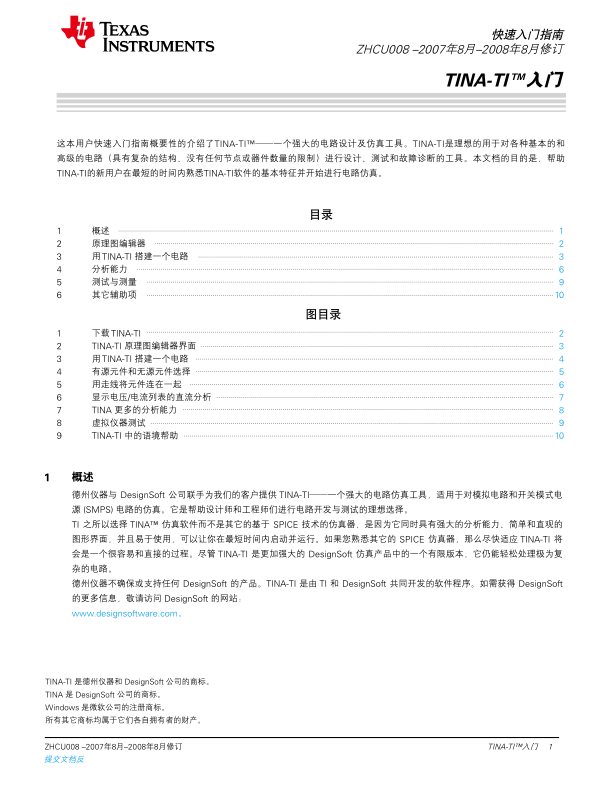 TEXAS
INSTRUMENTS
快速入门指南
ZHCU008 –2007年8月–2008年8月修订
TINA-TI™入门
这本用户快速入门指南概要性的介绍了TINA-TI™——一个强大的电路设计及仿真工具。TINA-TI是理想的用于对各种基本的和
高级的电路（具有复杂的结构，没有任何节点或器件数量的限制）进行设计、测试和故障诊断的工具。本文档的目的是，帮助
TINA-TI的新用户在最短的时间内熟悉TINA-TI软件的基本特征并开始进行电路仿真。
目录
1 概述 1
2 原理图编辑器 2
3 用TINA-TI 搭建一个电路 3
4 分析能力 6
5 测试与测量 9
6 其它辅助项 10
图目录
1 下载TINA-TI 2
2 TINA-TI 原理图编辑器界面 3
3 用TINA-TI 搭建一个电路 4
4 有源元件和无源元件选择 5
5 用走线将元件连在一起 6
6 显示电压/电流列表的直流分析 7
7 TINA 更多的分析能力 8
8 虚拟仪器测试 9
9 TINA-TI 中的语境帮助 10
1 概述
德州仪器与 DesignSoft 公司联手为我们的客户提供 TINA-TI——一个强大的电路仿真工具，适用于对模拟电路和开关模式电
源 (SMPS) 电路的仿真。它是帮助设计师和工程师们进行电路开发与测试的理想选择。
TI 之所以选择 TINA™ 仿真软件而不是其它的基于 SPICE 技术的仿真器，是因为它同时具有强大的分析能力，简单和直观的
图形界面，并且易于使用，可以让你在最短时间内启动并运行。如果您熟悉其它的 SPICE 仿真器，那么尽快适应 TINA-TI 将
会是一个很容易和直接的过程。尽管 TINA-TI 是更加强大的 DesignSoft 仿真产品中的一个有限版本，它仍能轻松处理极为复
杂的电路。
德州仪器不确保或支持任何 DesignSoft 的产品。TINA-TI 是由 TI 和 DesignSoft 共同开发的软件程序。如需获得 DesignSoft
的更多信息，敬请访问 DesignSoft 的网站：
www.designsoftware.com。
TINA-TI 是德州仪器和 DesignSoft 公司的商标。
TINA 是 DesignSoft 公司的商标。
Windows 是微软公司的注册商标。
所有其它商标均属于它们各自拥有者的财产。
ZHCU008 –2007年8月–2008年8月修订 TINA-TI™入门 1
提交文档反